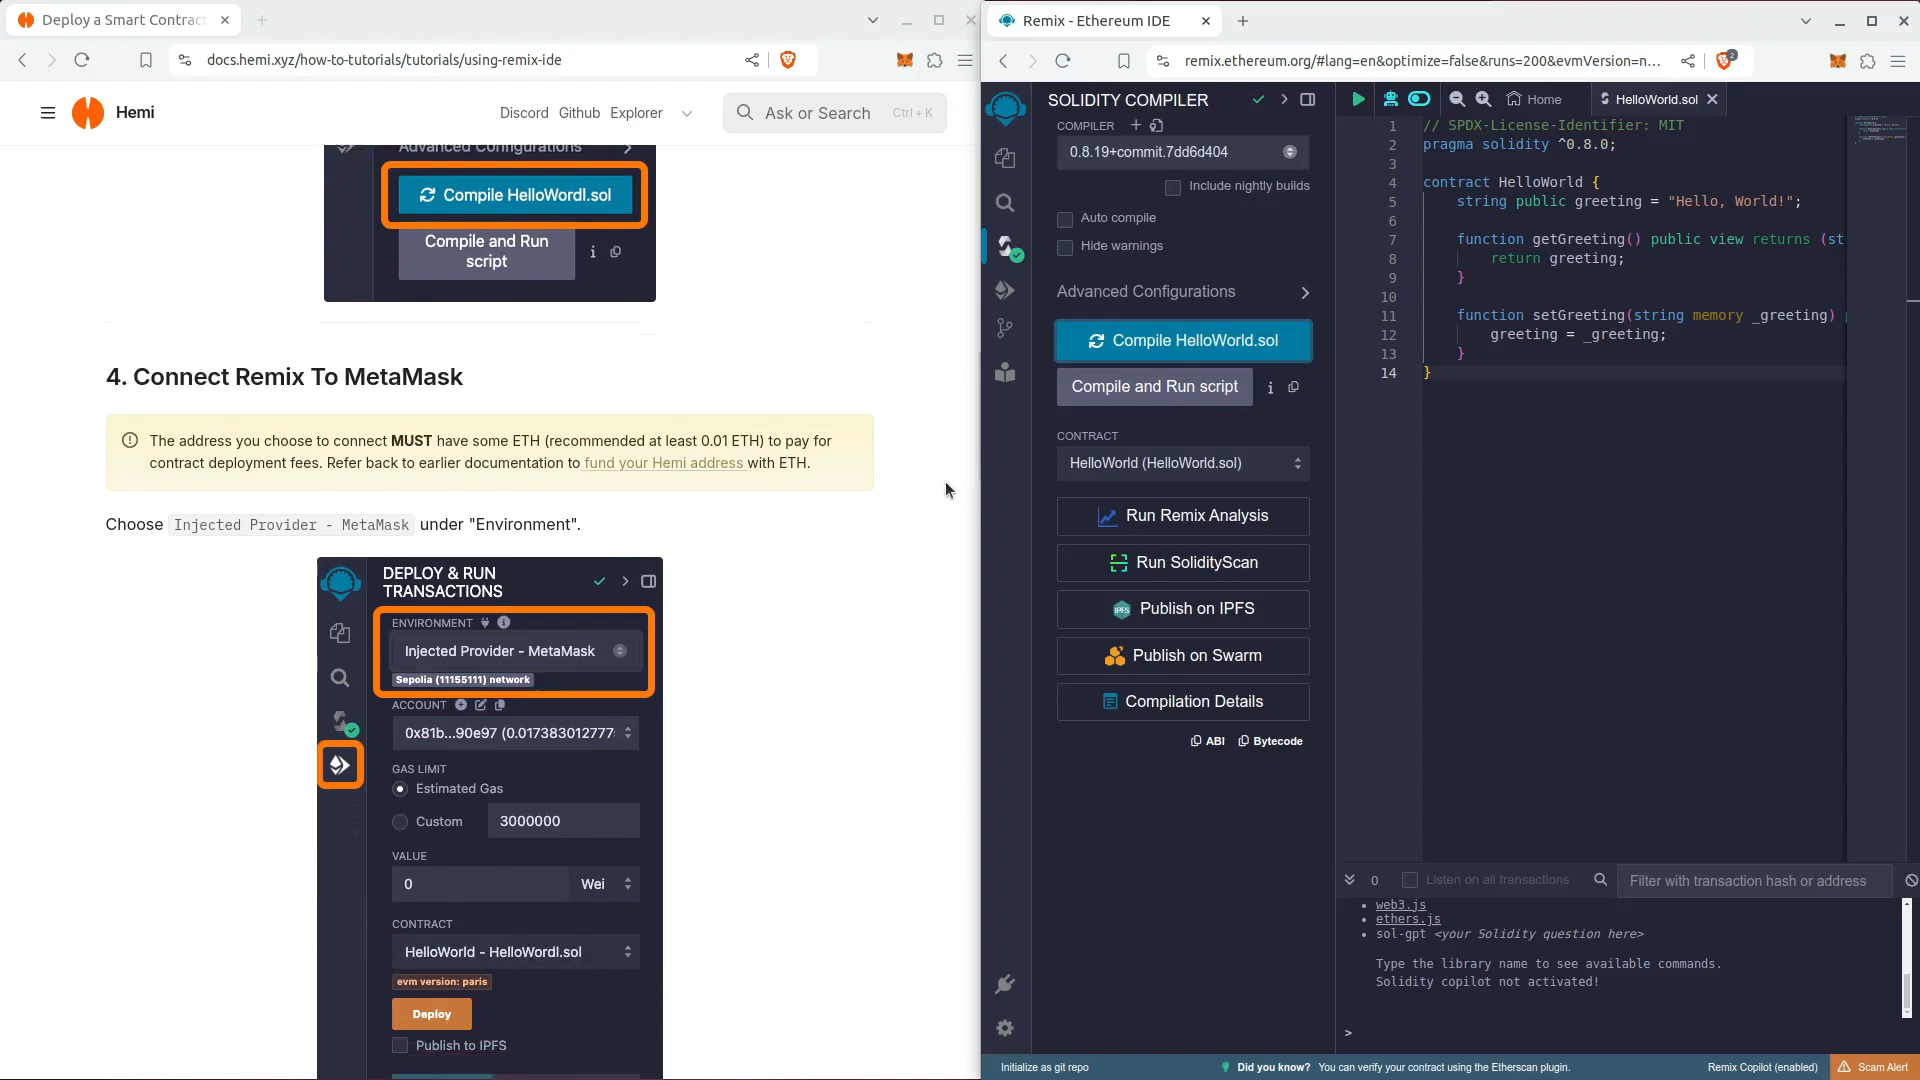 Deploy a Smart Contrac
docs.hemi.xyz/how-to-tutorials/tutorials/using-remix-ide
Hemi
Discord
Github
Explorer
Ask or Search
Ctrl + K
Advanced Configurations
Compile HelloWordl.sol
Compile and Run
script
4. Connect Remix To MetaMask
The address you choose to connect MUST have some ETH (recommended at least 0.01 ETH) to pay for
contract deployment fees. Refer back to earlier documentation to fund your Hemi address with ETH.
Choose Injected Provider - MetaMask under "Environment".
DEPLOY & RUN
TRANSACTIONS
ENVIRONMENT
Injected Provider - MetaMask
Sepolia (11155111) network
ACCOUNT
0x81b...90e97 (0.017383012777
GAS LIMIT
Estimated Gas
Custom
3000000
VALUE
0
Wei
CONTRACT
HelloWorld - HelloWordl.sol
evm version: paris
Deploy
Publish to IPFS
Remix - Ethereum IDE
remix.ethereum.org/#lang=en&optimize=false&runs=200&evmVersion=n...
2
SOLIDITY COMPILER
COMPILER
0.8.19+commit.7dd6d404
Include nightly builds
Auto compile
Hide warnings
Advanced Configurations
Compile HelloWorld.sol
Compile and Run script
CONTRACT
HelloWorld (HelloWorld.sol)
Run Remix Analysis
Run SolidityScan
IPFS
Publish on IPFS
Publish on Swarm
Compilation Details
ABI
Bytecode
Home
HelloWorld.sol
1 // SPDX-License-Identifier: MIT
2 pragma solidity ^0.8.0;
3
4 contract HelloWorld {
5 string public greeting = "Hello, World!";
6
7 function getGreeting() public view returns (st
8 return greeting;
9 }
10
11 function setGreeting(string memory _greeting) p
12 greeting = _greeting;
13 }
14 }
0
Listen on all transactions
Filter with transaction hash or address
• web3.js
• ethers.js
• sol-gpt <your Solidity question here>
Type the library name to see available commands.
Solidity copilot not activated!
>
Initialize as git repo
Did you know? You can verify your contract using the Etherscan plugin.
Remix Copilot (enabled)
Scam Alert